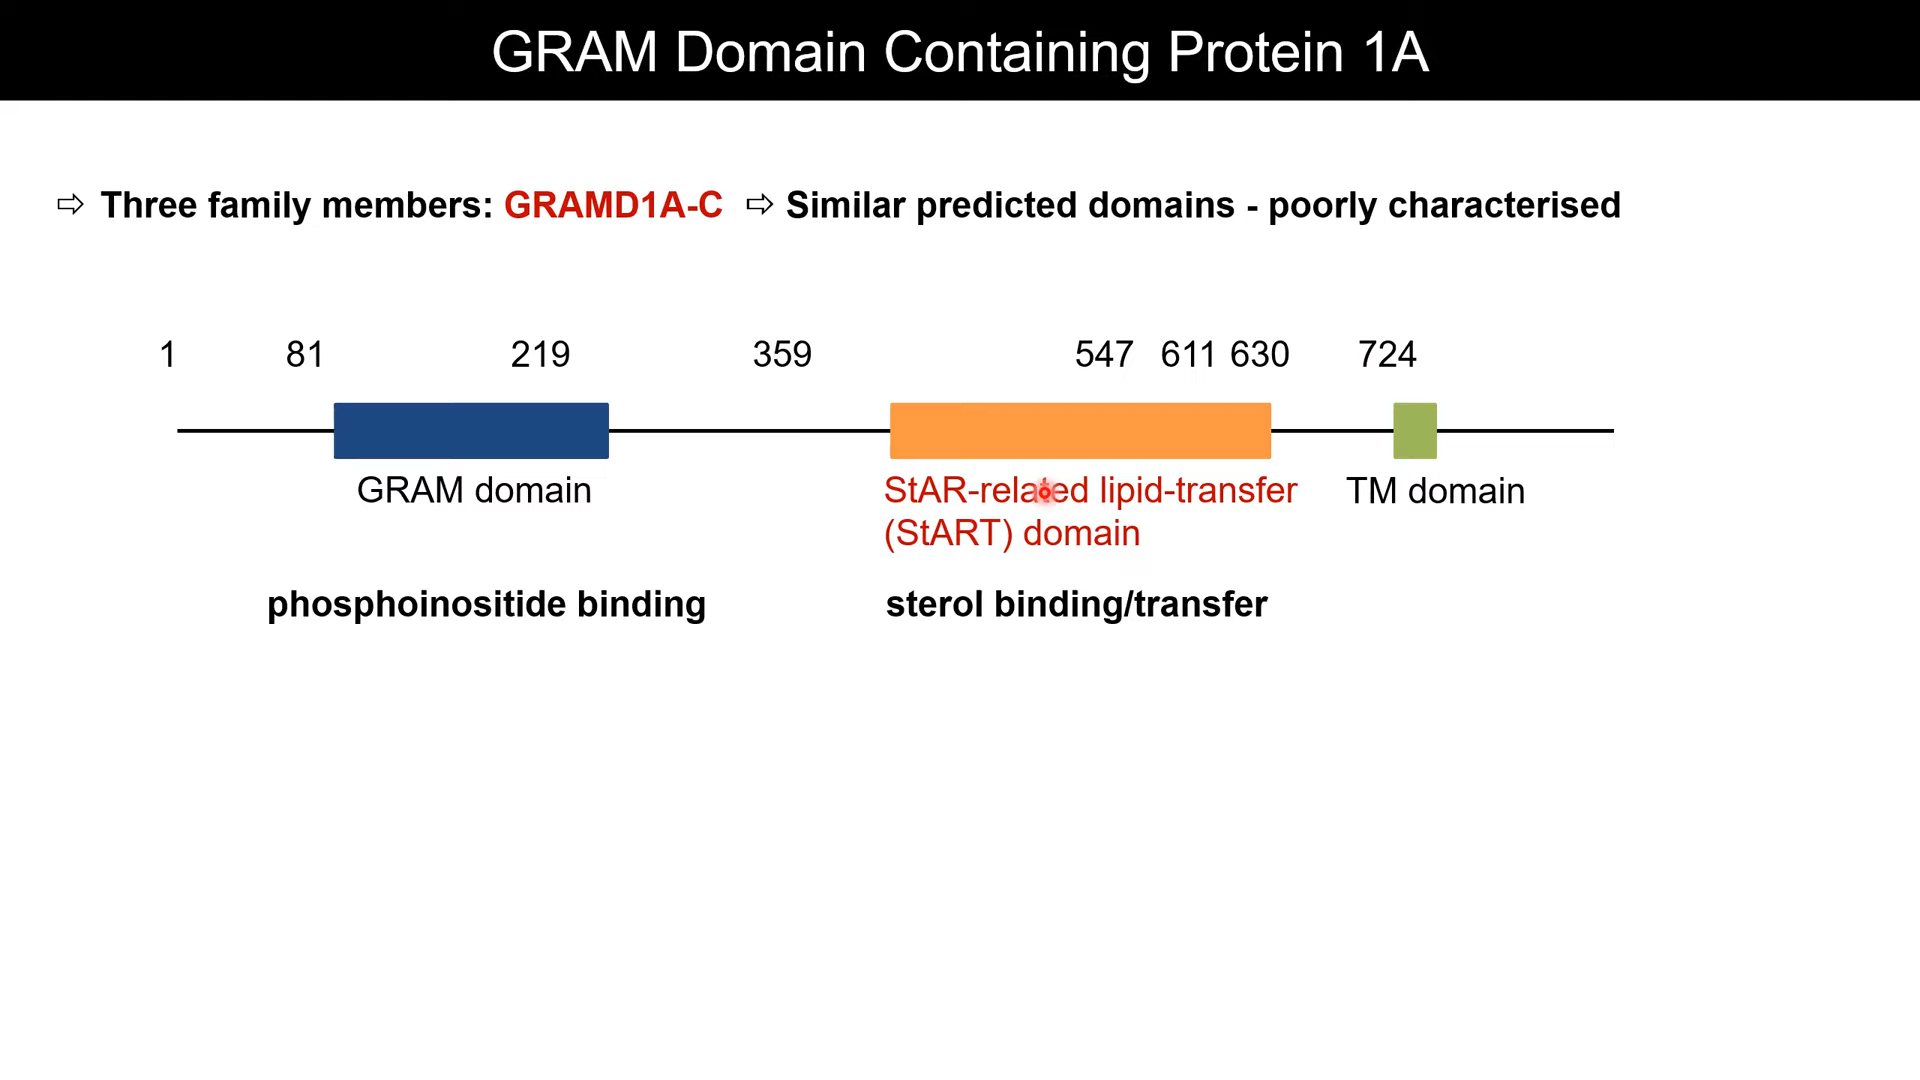 GRAM Domain Containing Protein 1A
⇨ Three family members: GRAMD1A-C ⇨ Similar predicted domains - poorly characterised
1 81 219 359 547 611 630 724
GRAM domain
StAR-related lipid-transfer
(StART) domain
TM domain
phosphoinositide binding
sterol binding/transfer